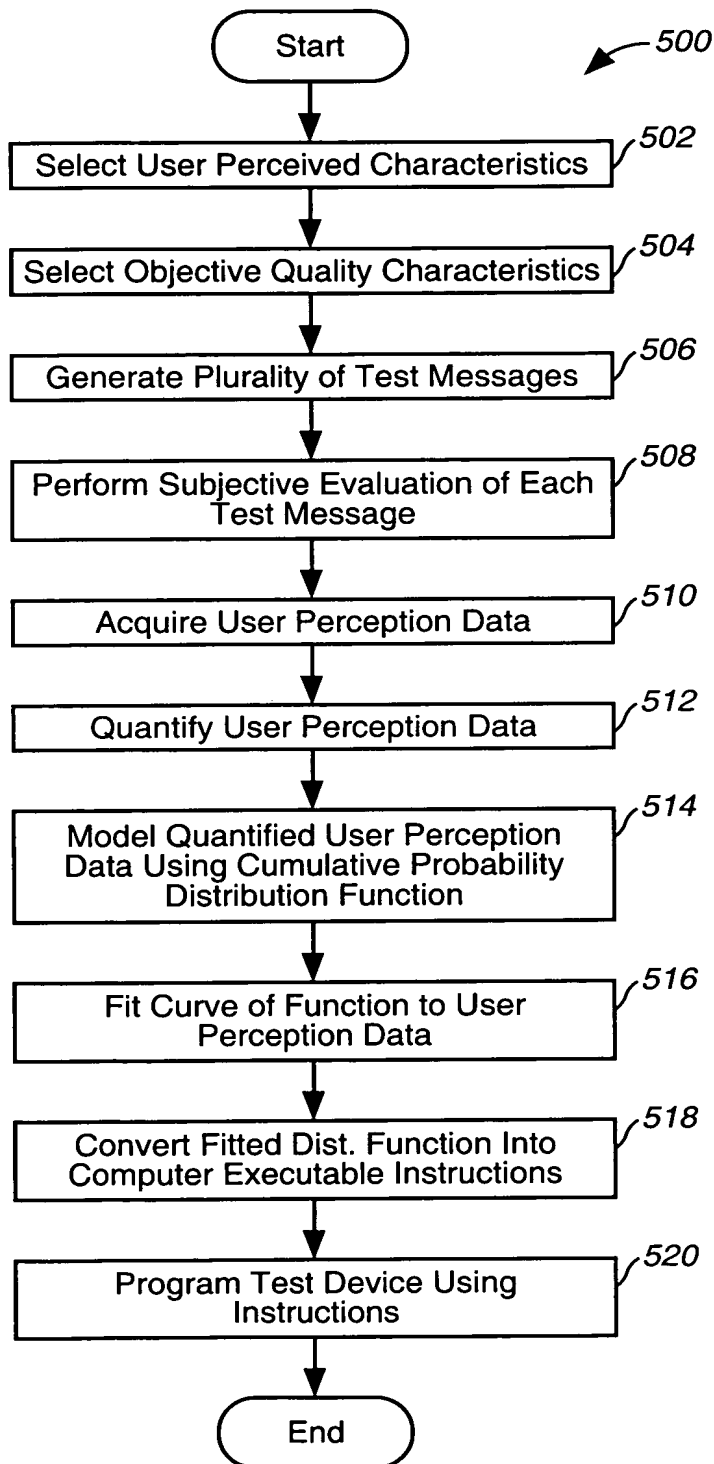 Start
500
502
Select User Perceived Characteristics
504
Select Objective Quality Characteristics
506
Generate Plurality of Test Messages
508
Perform Subjective Evaluation of Each
Test Message
510
Acquire User Perception Data
512
Quantify User Perception Data
514
Model Quantified User Perception
Data Using Cumulative Probability
Distribution Function
516
Fit Curve of Function to User
Perception Data
518
Convert Fitted Dist. Function Into
Computer Executable Instructions
520
Program Test Device Using
Instructions
End